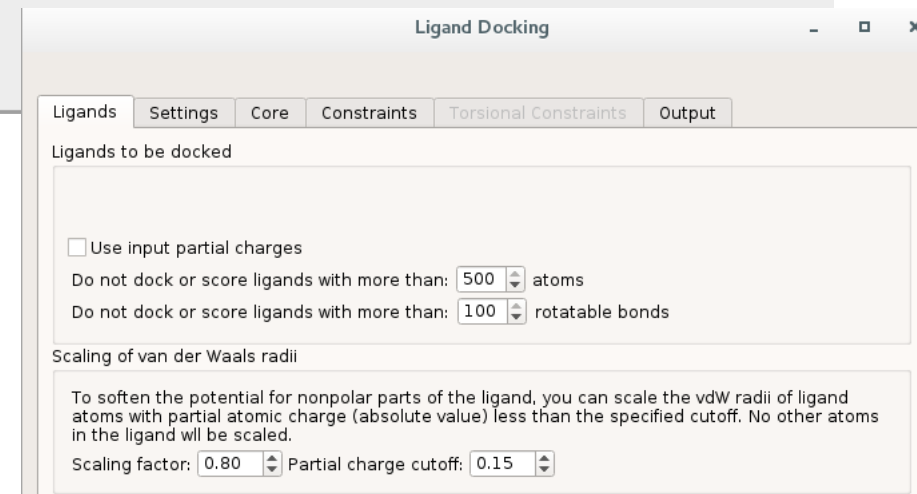 Ligand Docking
Ligands Settings Core Constraints Torsional Constraints Output
Ligands to be docked
Use input partial charges
Do not dock or score ligands with more than: 500 atoms
Do not dock or score ligands with more than: 100 rotatable bonds
Scaling of van der Waals radii
To soften the potential for nonpolar parts of the ligand, you can scale the vdW radii of ligand
atoms with partial atomic charge (absolute value) less than the specified cutoff. No other atoms
in the ligand wll be scaled.
Scaling factor: 0.80 Partial charge cutoff: 0.15